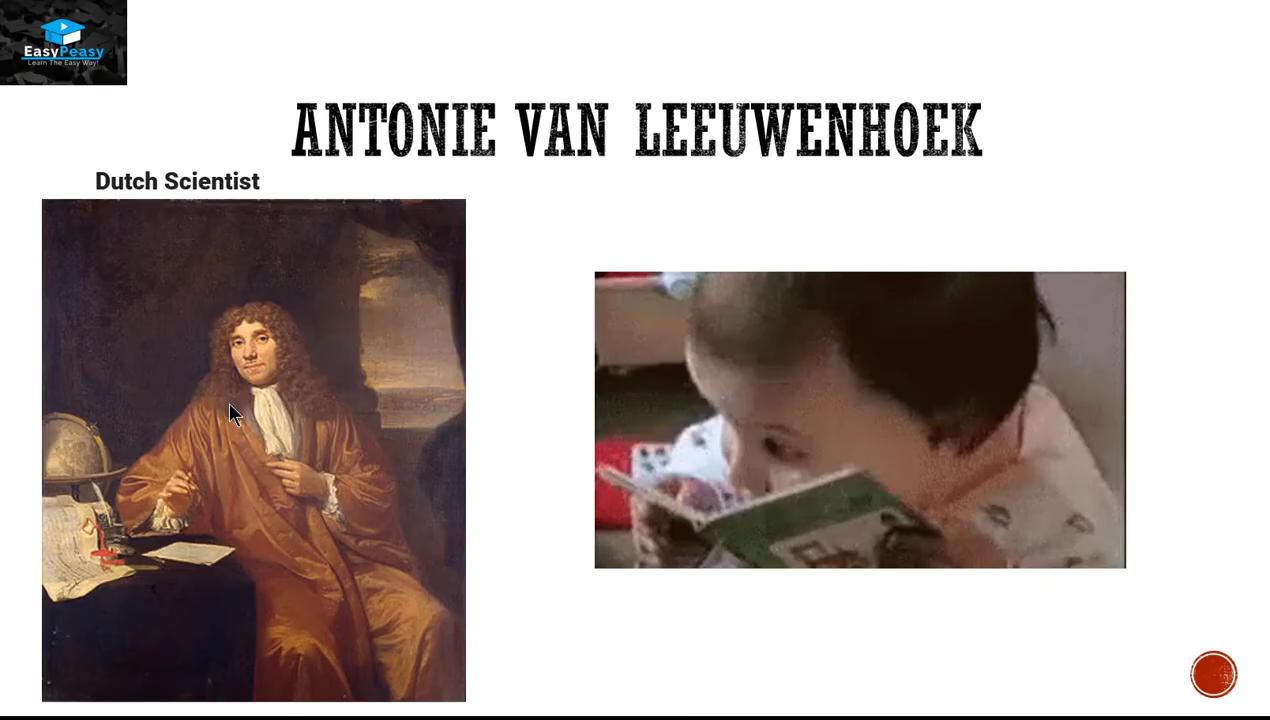 EasyPeasy
Learn The Easy Way!
ANTONIE VAN LEEUWENHOEK
Dutch Scientist